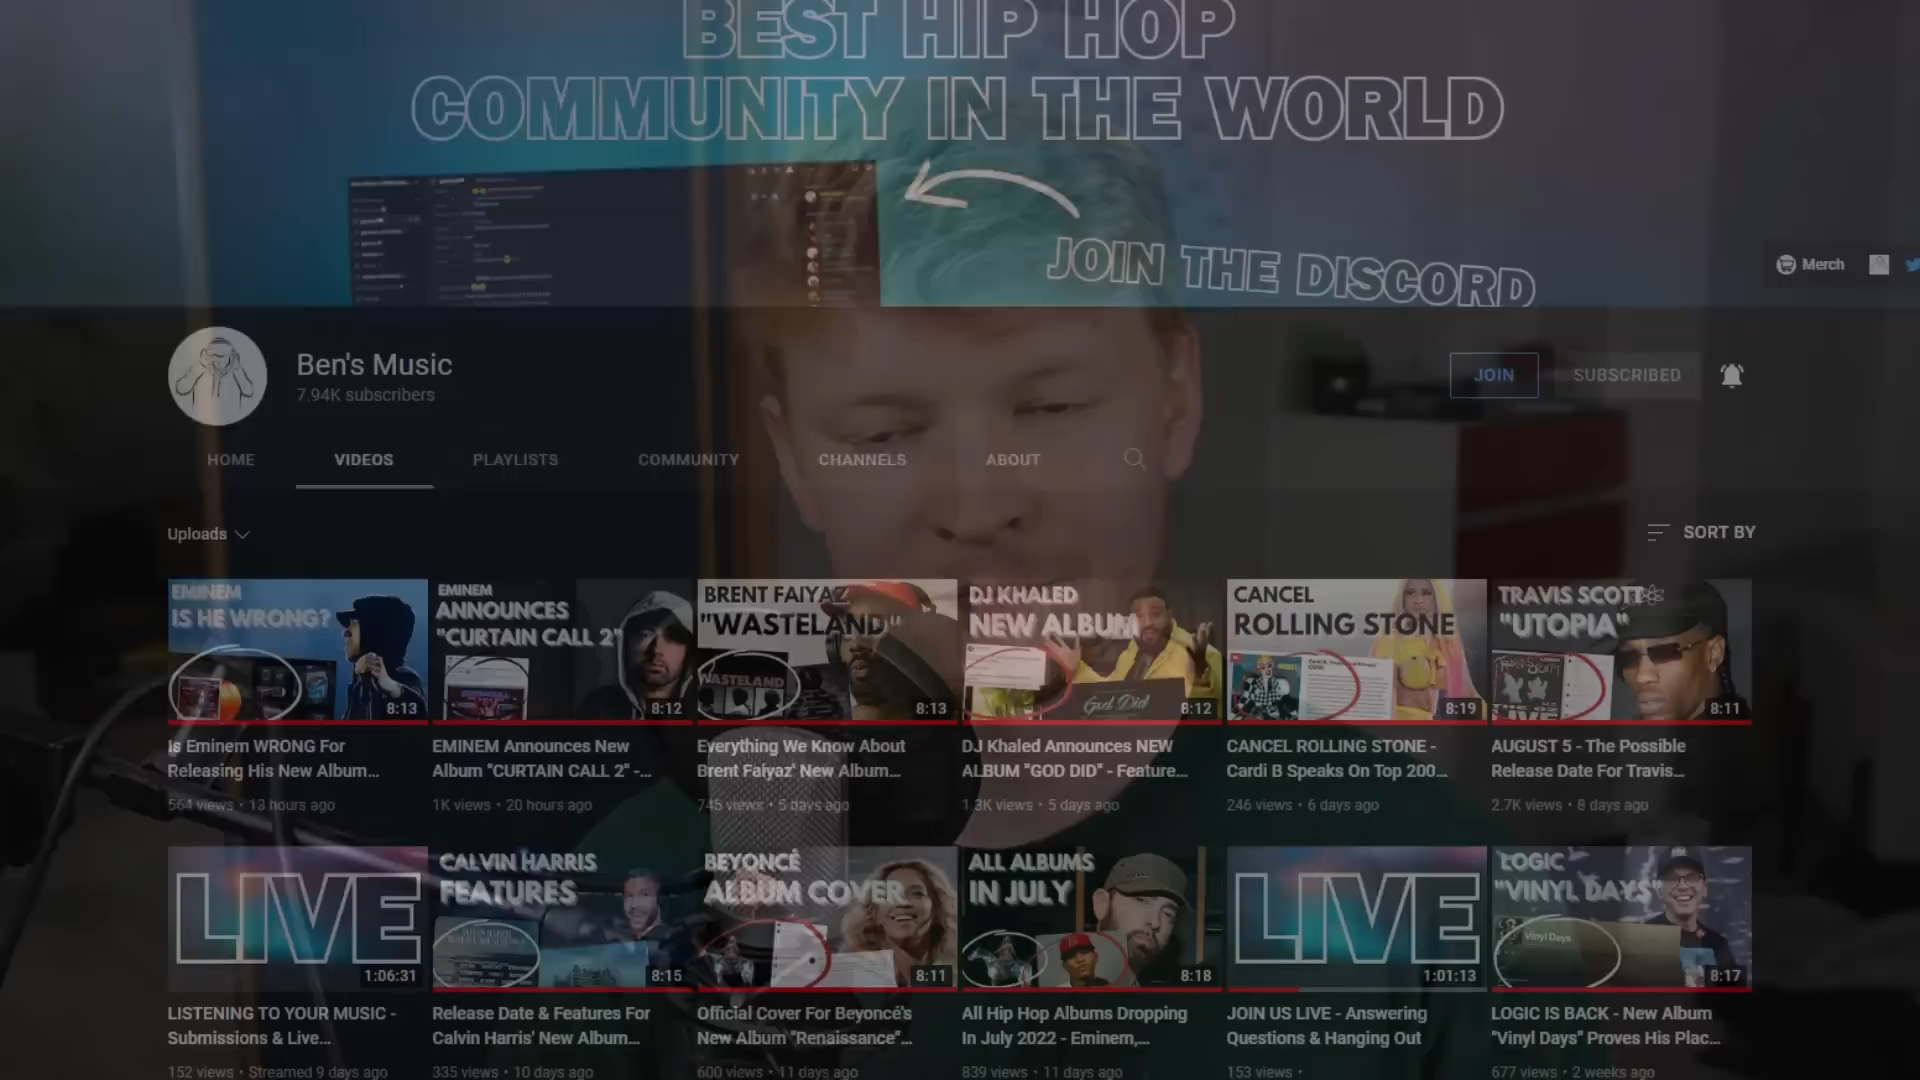 BEST HIP HOP
COMMUNITY IN THE WORLD
JOIN THE DISCORD
Merch
Ben's Music
7.94K subscribers
JOIN
SUBSCRIBED
HOME
VIDEOS
PLAYLISTS
COMMUNITY
CHANNELS
ABOUT
Uploads
SORT BY
EMINEM
IS HE WRONG?
8:13
EMINEM
ANNOUNCES
"CURTAIN CALL 2"
8:12
BRENT FAIYAZ
"WASTELAND"
WASTELAND
8:13
DJ KHALED
NEW ALBUM
God Did
8:12
CANCEL
ROLLING STONE
8:19
TRAVIS SCOTT
"UTOPIA"
8:11
Is Eminem WRONG For
Releasing His New Album...
564 views • 13 hours ago
EMINEM Announces New
Album "CURTAIN CALL 2" -...
1K views • 20 hours ago
Everything We Know About
Brent Faiyaz' New Album...
745 views • 5 days ago
DJ Khaled Announces NEW
ALBUM "GOD DID" - Feature...
1.3K views • 5 days ago
CANCEL ROLLING STONE -
Cardi B Speaks On Top 200...
246 views • 6 days ago
AUGUST 5 - The Possible
Release Date For Travis...
2.7K views • 8 days ago
LIVE
1:06:31
CALVIN HARRIS
FEATURES
8:15
BEYONCÉ
ALBUM COVER
8:11
ALL ALBUMS
IN JULY
8:18
LIVE
1:01:13
LOGIC
"VINYL DAYS"
Vinyl Days
8:17
LISTENING TO YOUR MUSIC -
Submissions & Live...
152 views • Streamed 9 days ago
Release Date & Features For
Calvin Harris' New Album...
335 views • 10 days ago
Official Cover For Beyoncé's
New Album "Renaissance"...
600 views • 11 days ago
All Hip Hop Albums Dropping
In July 2022 - Eminem,...
839 views • 11 days ago
JOIN US LIVE - Answering
Questions & Hanging Out
153 views •
LOGIC IS BACK - New Album
"Vinyl Days" Proves His Plac...
677 views • 2 weeks ago